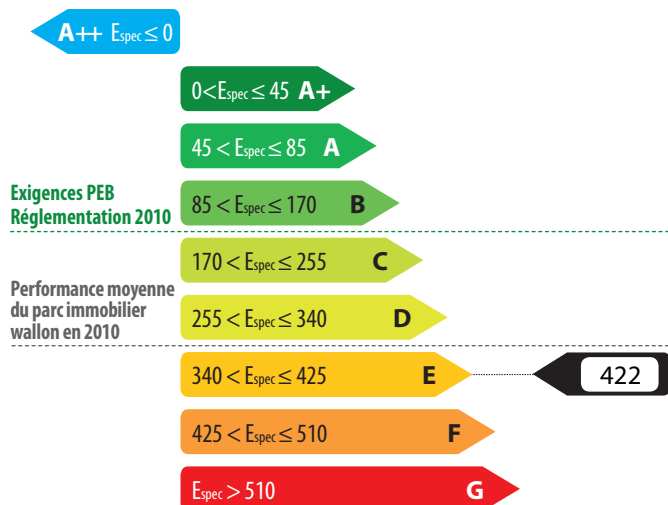 A++ Espec ≤ 0
0<Espec ≤ 45 A+
45 < Espec ≤ 85 A
Exigences PEB
Réglementation 2010
85 < Espec ≤ 170 B
170 < Espec ≤ 255 C
Performance moyenne
du parc immobilier
wallon en 2010
255 < Espec ≤ 340 D
340 < Espec ≤ 425 E
422
425 < Espec ≤ 510 F
Espec > 510 G